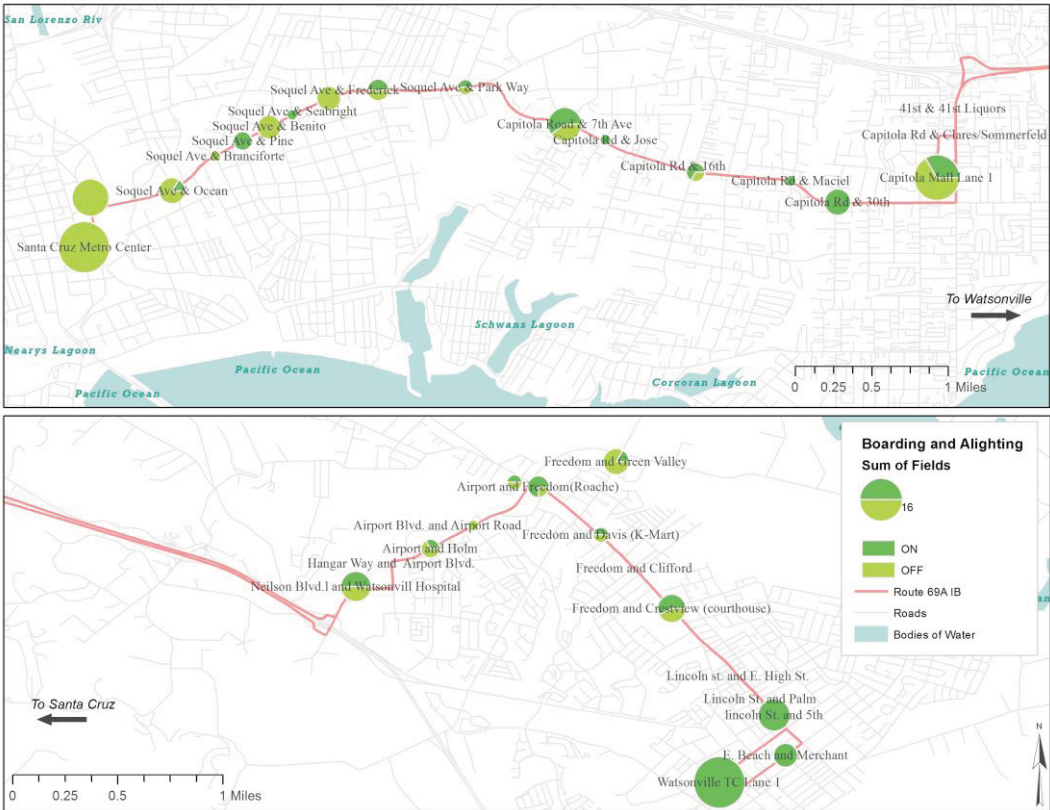 San Lorenzo Riv
Soquel Ave & Frederick
Soquel Ave & Park Way
Soquel Ave & Seabright
Soquel Ave & Benito
Soquel Ave & Pine
Soquel Ave & Branciforte
Soquel Ave & Ocean
Santa Cruz Metro Center
Capitola Road & 7th Ave
Capitola Rd & Jose
Capitola Rd & 16th
Capitola Rd & Maciel
Capitola Rd & 30th
41st & 41st Liquors
Capitola Rd & Clares/Sommerfeld
Capitola Mall Lane 1
To Watsonville
Schwans Lagoon
Nearys Lagoon
Pacific Ocean
Pacific Ocean
Corcoran Lagoon
Pacific Ocean
0 0.25 0.5 1 Miles
Freedom and Green Valley
Airport and Freedom(Roache)
Airport Blvd. and Airport Road
Freedom and Davis (K-Mart)
Airport and Holm
Hangar Way and Airport Blvd.
Freedom and Clifford
Neilson Blvd.l and Watsonvill Hospital
Freedom and Crestview (courthouse)
Lincoln st. and E. High St.
Lincoln St. and Palm
lincoln St. and 5th
E. Beach and Merchant
Watsonville TC Lane 1
To Santa Cruz
0 0.25 0.5 1 Miles
Boarding and Alighting
Sum of Fields
16
ON
OFF
Route 69A IB
Roads
Bodies of Water
an
N